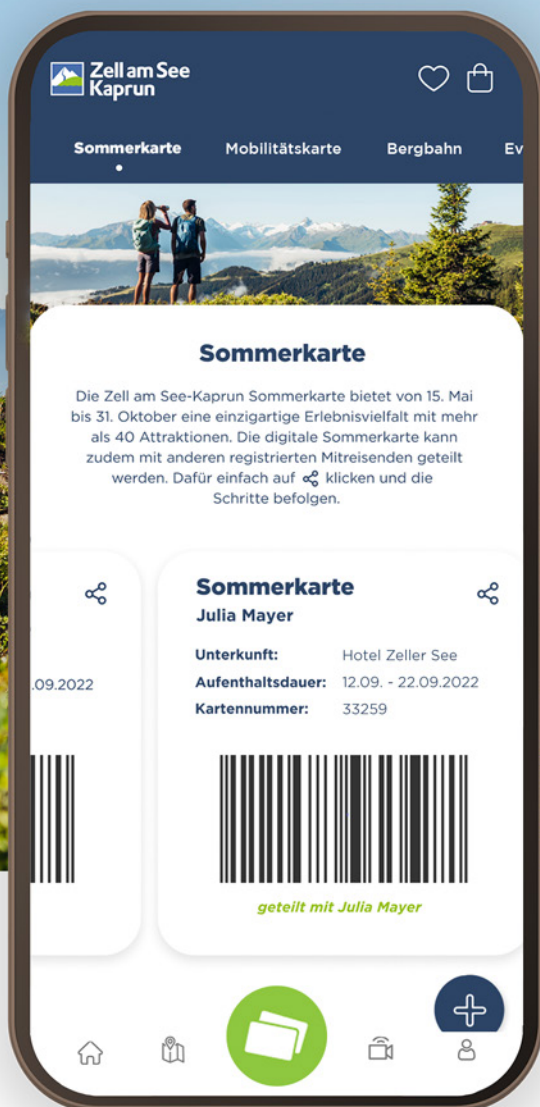 Zell am See
Kaprun
Sommerkarte Mobilitätskarte Bergbahn Ev
Sommerkarte
Die Zell am See-Kaprun Sommerkarte bietet von 15. Mai
bis 31. Oktober eine einzigartige Erlebnisvielfalt mit mehr
als 40 Attraktionen. Die digitale Sommerkarte kann
zudem mit anderen registrierten Mitreisenden geteilt
werden. Dafür einfach auf klicken und die
Schritte befolgen.
.09.2022
Sommerkarte
Julia Mayer
Unterkunft: Hotel Zeller See
Aufenthaltsdauer: 12.09. - 22.09.2022
Kartennummer: 33259
geteilt mit Julia Mayer